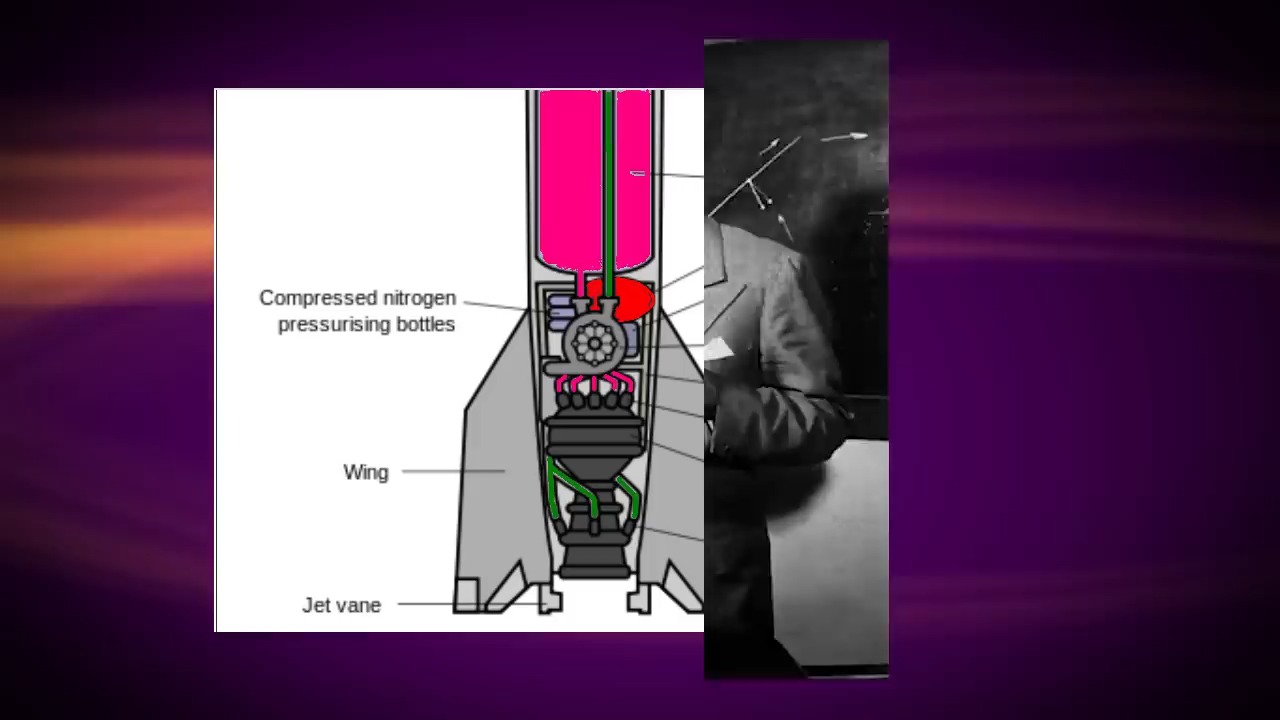 Compressed nitrogen
pressurising bottles
Wing
Jet vane